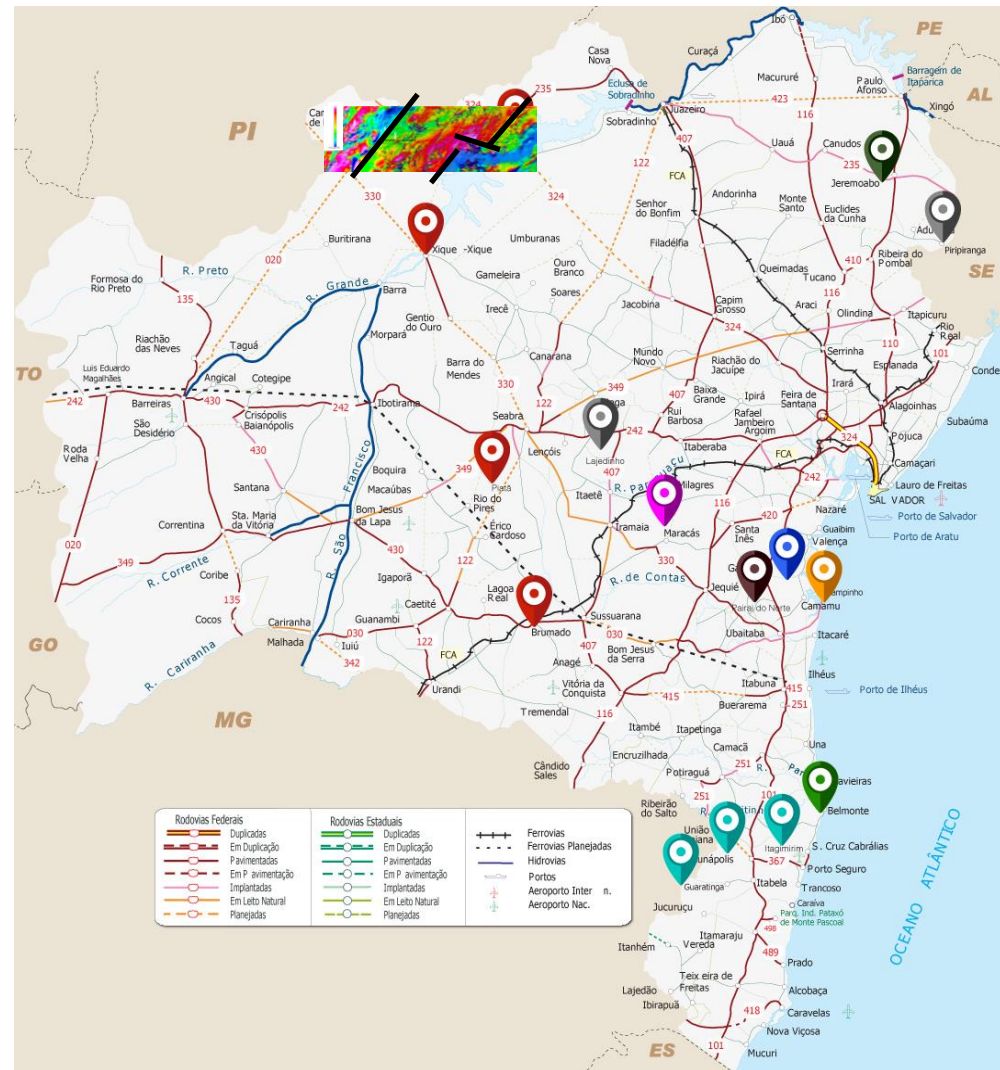 Ibó
PE
Curaçá
Casa
Nova
Macururé
Paulo
Afonso
Barragem de
Itaparica
Eclusa de
Sobradinho
235
324
AL
Juazeiro
423
Xingó
Sobradinho
116
PI
407
Uauá
Canudos
122
235
FCA
Jeremoabo
330
324
Andorinha
Senhor
do Bonfim
Monte
Santo
Euclides
da Cunha
Buritirana
Xique -Xique
Umburanas
Filadélfia
Piripiranga
020
R. Preto
Ouro
Branco
410
Ribeira do
Pombal
Formosa do
Rio Preto
Gameleira
Queimadas
Tucano
SE
135
R. Grande
Barra
Soares
Jacobina
Capim
Grosso
116
Gentio
do Ouro
Irecê
Araci
Olindina
Itapicuru
Morpará
324
Rio
Real
Riachão
das Neves
Taguá
Canarana
Mundo
Novo
Riachão do
Jacuípe
Serrinha
110
101
Barra do
Mendes
Esplanada
TO
Luis Eduardo
Magalhães
Angical
Cotegipe
330
349
Baixa
Grande
Irará
Conde
242
Barreiras
430
242
Ibotirama
122
407
Ipirá
Feira de
Santana
Alagoinhas
Crisópolis
Baianópolis
Seabra
Rui
Barbosa
Rafael
Jambeiro
Subaúma
São
Desidério
242
Argoim
324
Pojuca
Roda
Velha
430
Lençóis
Lajedinho
Itaberaba
FCA
Camaçari
Boquira
349
407
242
Lauro de Freitas
Santana
Macaúbas
Piatã
Rio do
Pires
Itaetê
Milagres
116
SAL VADOR
R. São Francisco
Bom Jesus
da Lapa
420
Nazaré
Porto de Salvador
Correntina
Sta. Maria
da Vitória
Érico
Cardoso
Tramaia
Maracás
Santa
Inês
Guaibim
Valença
Porto de Aratu
020
430
349
R. Corrente
Coribe
122
330
Igaporã
R. de Contas
Jequié
Pairaí do Norte
Camamu
135
Lagoa
Real
Caetité
Cocos
Cariranha
Guanambi
Brumado
Sussuarana
Ubaitaba
Itacaré
030
030
Malhada
Iuiú
122
407
Bom Jesus
da Serra
GO
342
FCA
Anagé
Ilhéus
R. Cariranha
Urandi
Vitória da
Conquista
415
Itabuna
415
Porto de Ilhéus
251
MG
Tremendal
Buerarema
116
Itambé
Itapetinga
Una
Encruzilhada
Camacã
Cândido
Sales
251
Potiraguá
251
101
Ribeirão
do Salto
Belmonte
União
Itagimirim
S. Cruz Cabrálias
367
Porto Seguro
Guaratinga
Itabela
Trancoso
Jucuruçu
Caraíva
Parq. Ind. Pataxó
de Monte Pascoal
498
Itanhém
Itamaraju
Vereda
489
Prado
Teix eira de
Freitas
Lajedão
Alcobaça
Ibirapuã
418
Caravelas
Nova Viçosa
ES
101
Mucuri
OCEANO ATLÂNTICO
Rodovias Federais
Duplicadas
Em Duplicação
Pavimentadas
Em P avimentação
Implantadas
Em Leito Natural
Planejadas
Rodovias Estaduais
Duplicadas
Em Duplicação
Pavimentadas
Em P avimentação
Implantadas
Em Leito Natural
Planejadas
Ferrovias
Ferrovias Planejadas
Hidrovias
Portos
Aeroporto Inter n.
Aeroporto Nac.